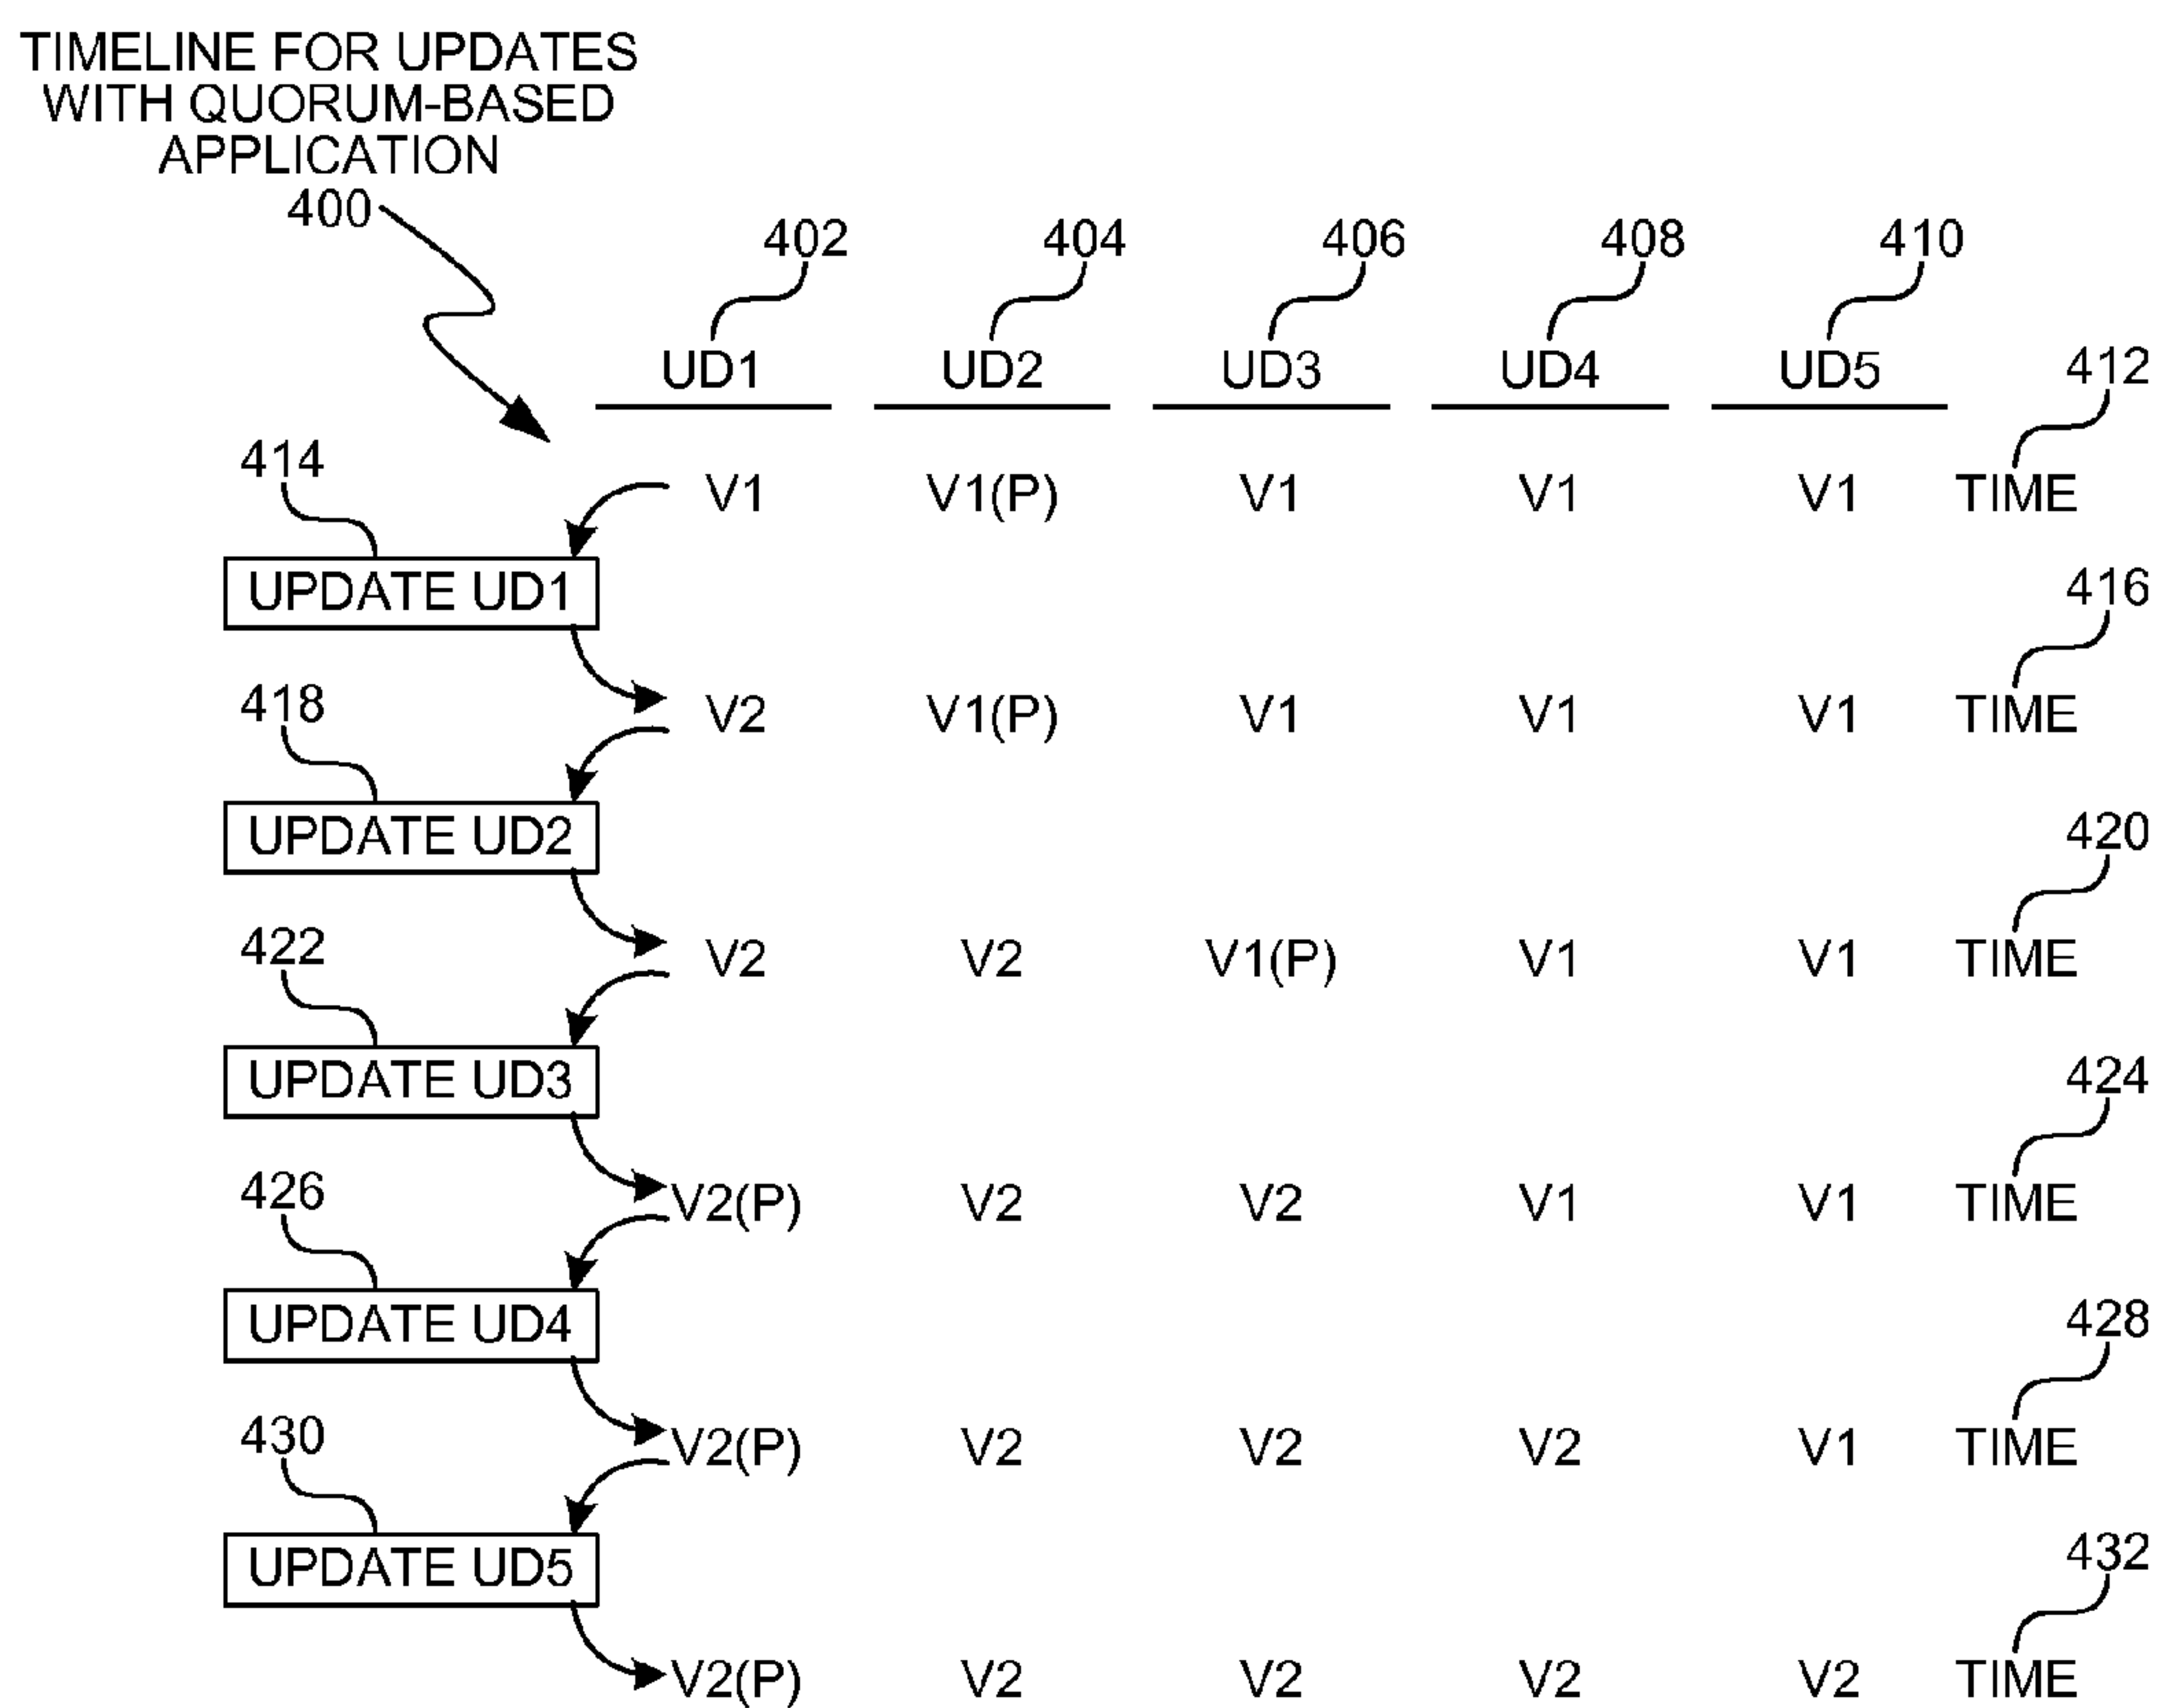 TIMELINE FOR UPDATES
WITH QUORUM-BASED
APPLICATION
400
402 404 406 408 410
UD1 UD2 UD3 UD4 UD5 412
414
V1 V1(P) V1 V1 V1 TIME
UPDATE UD1 416
418
V2 V1(P) V1 V1 V1 TIME
UPDATE UD2 420
422
V2 V2 V1(P) V1 V1 TIME
UPDATE UD3 424
426
V2(P) V2 V2 V1 V1 TIME
UPDATE UD4 428
430
V2(P) V2 V2 V2 V1 TIME
UPDATE UD5 432
V2(P) V2 V2 V2 V2 TIME